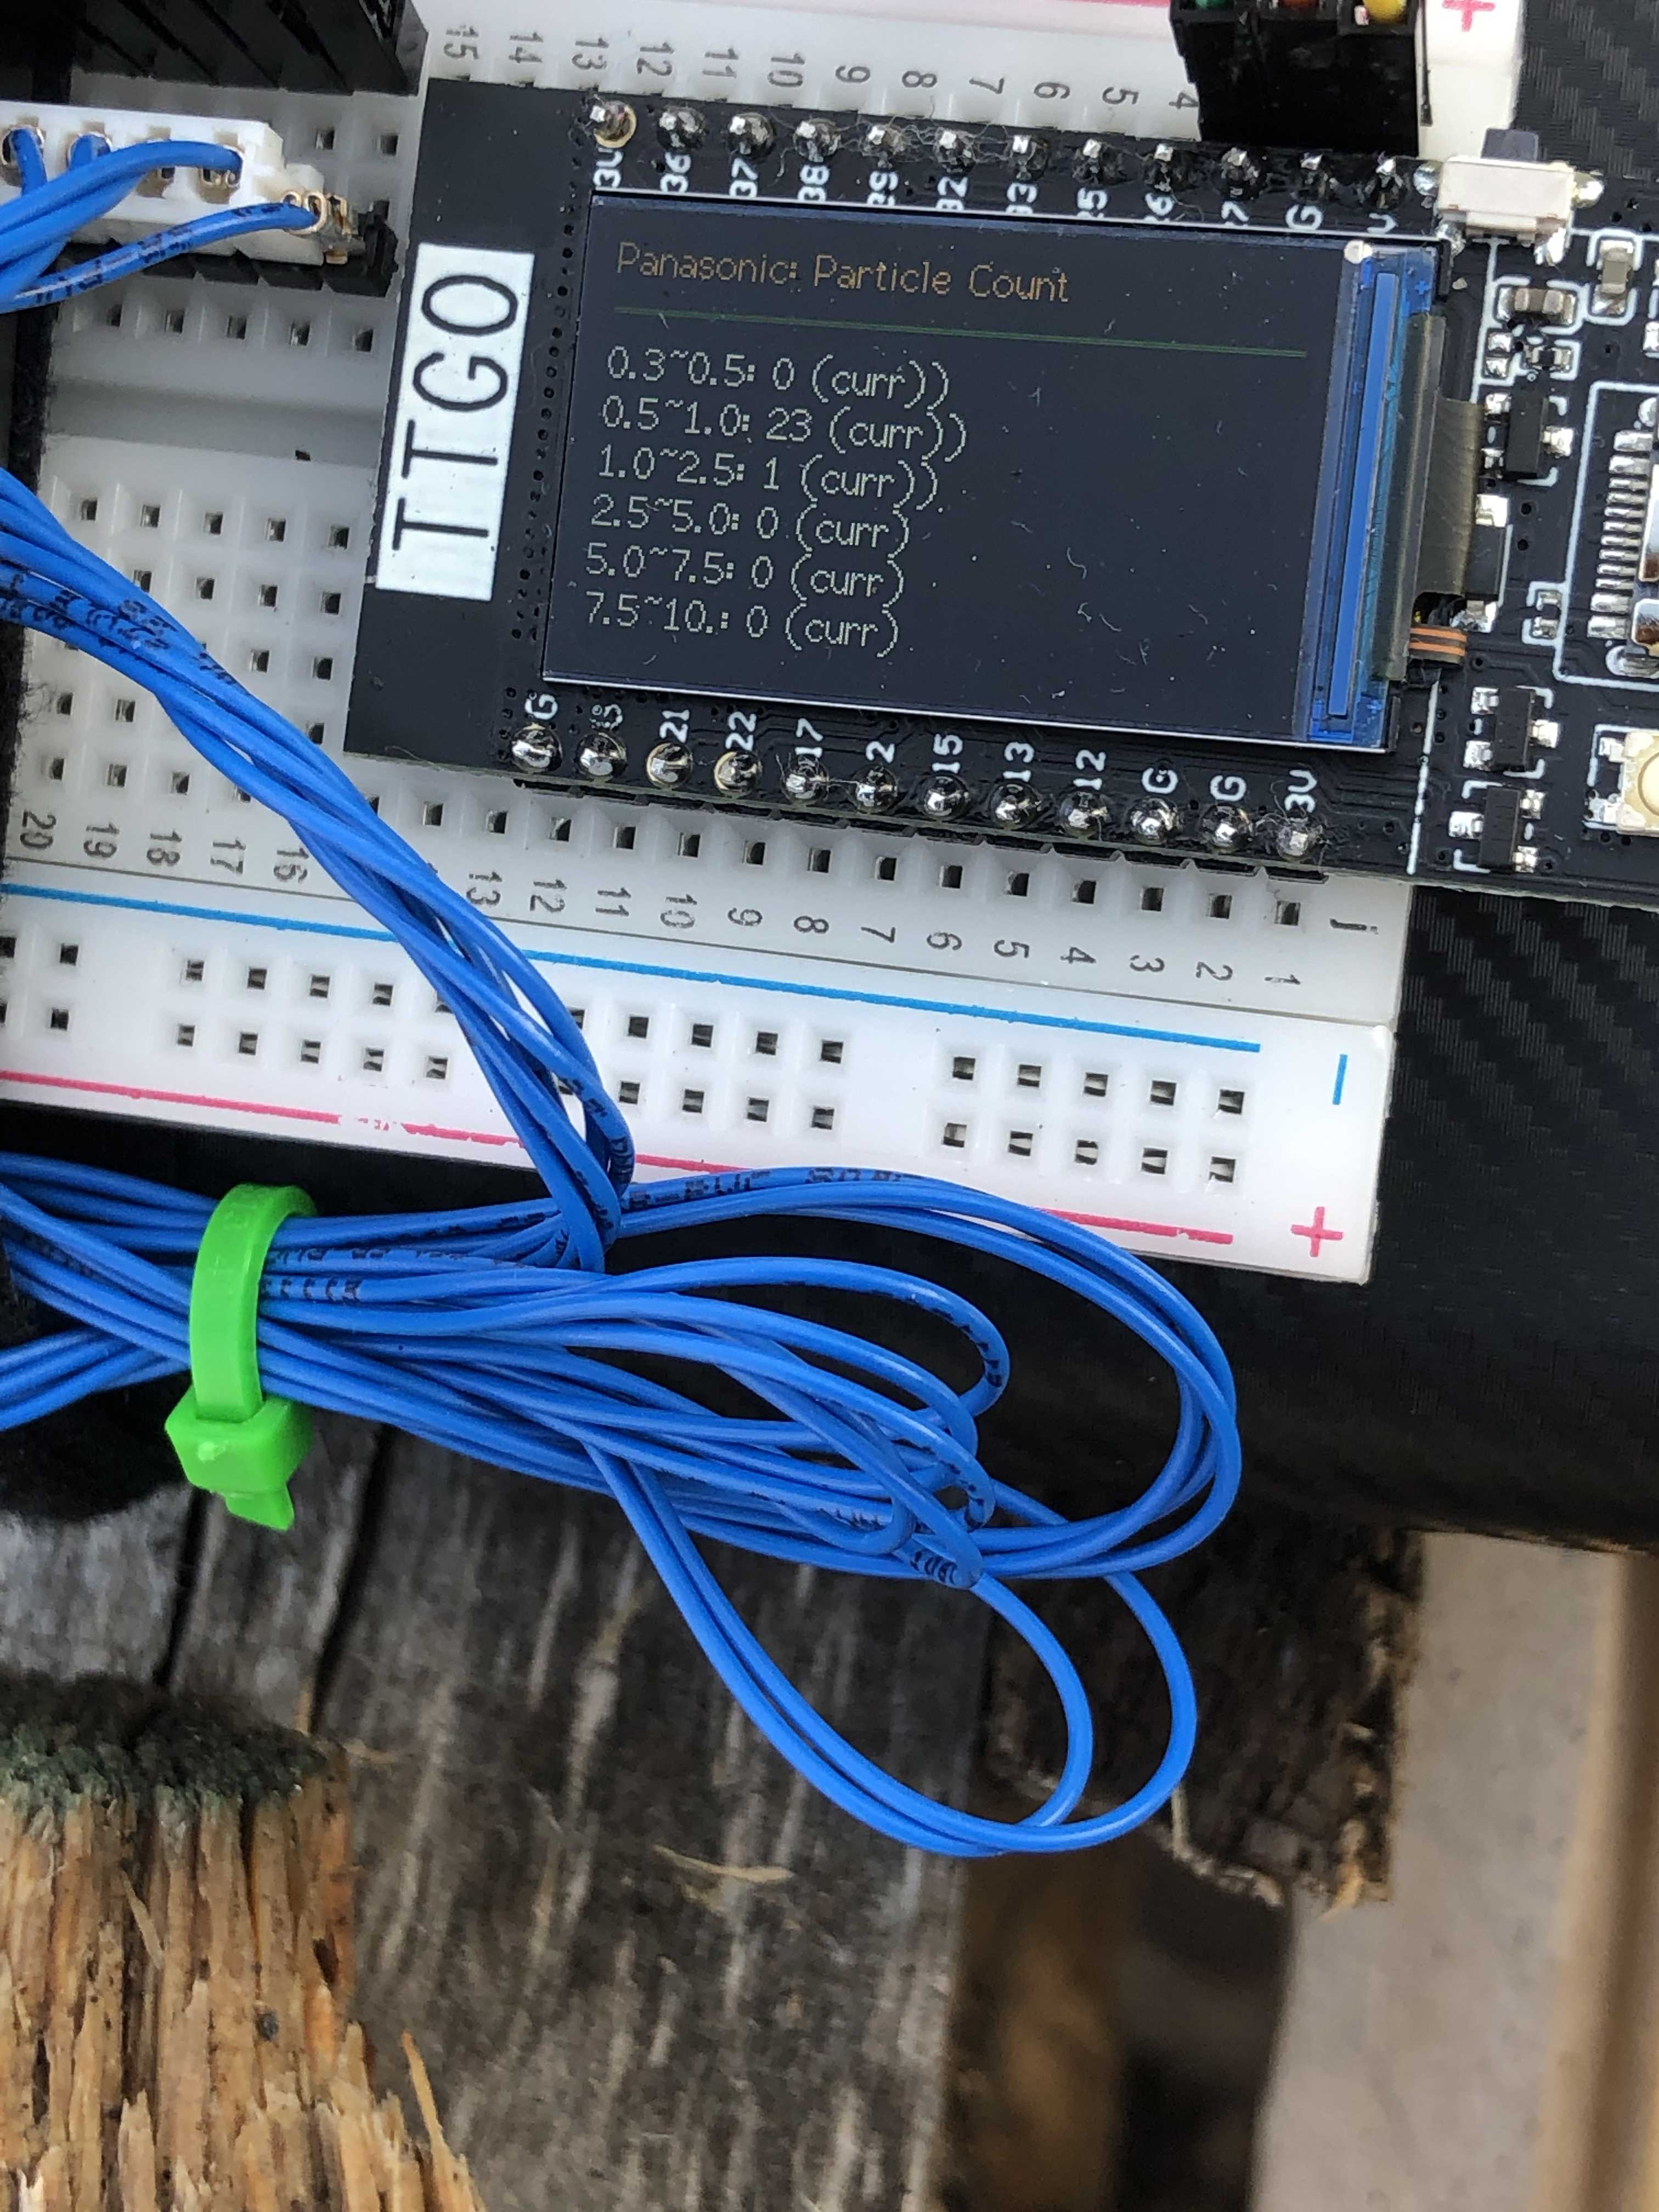 15 14 13 12 11 10 9 8 7 6 5 4
+
36 37 38 39 32 33 25 26 27 G V
TTGO
Panasonic: Particle Count
0.3~0.5: 0 (curr))
0.5~1.0: 23 (curr))
1.0~2.5: 1 (curr))
2.5~5.0: 0 (curr)
5.0~7.5: 0 (curr)
7.5~10.: 0 (curr)
G S 21 22 17 2 15 13 12 G G 3V
20 19 18 17 16 13 12 11 10 9 8 7 6 5 4 3 2 1 j
−
+